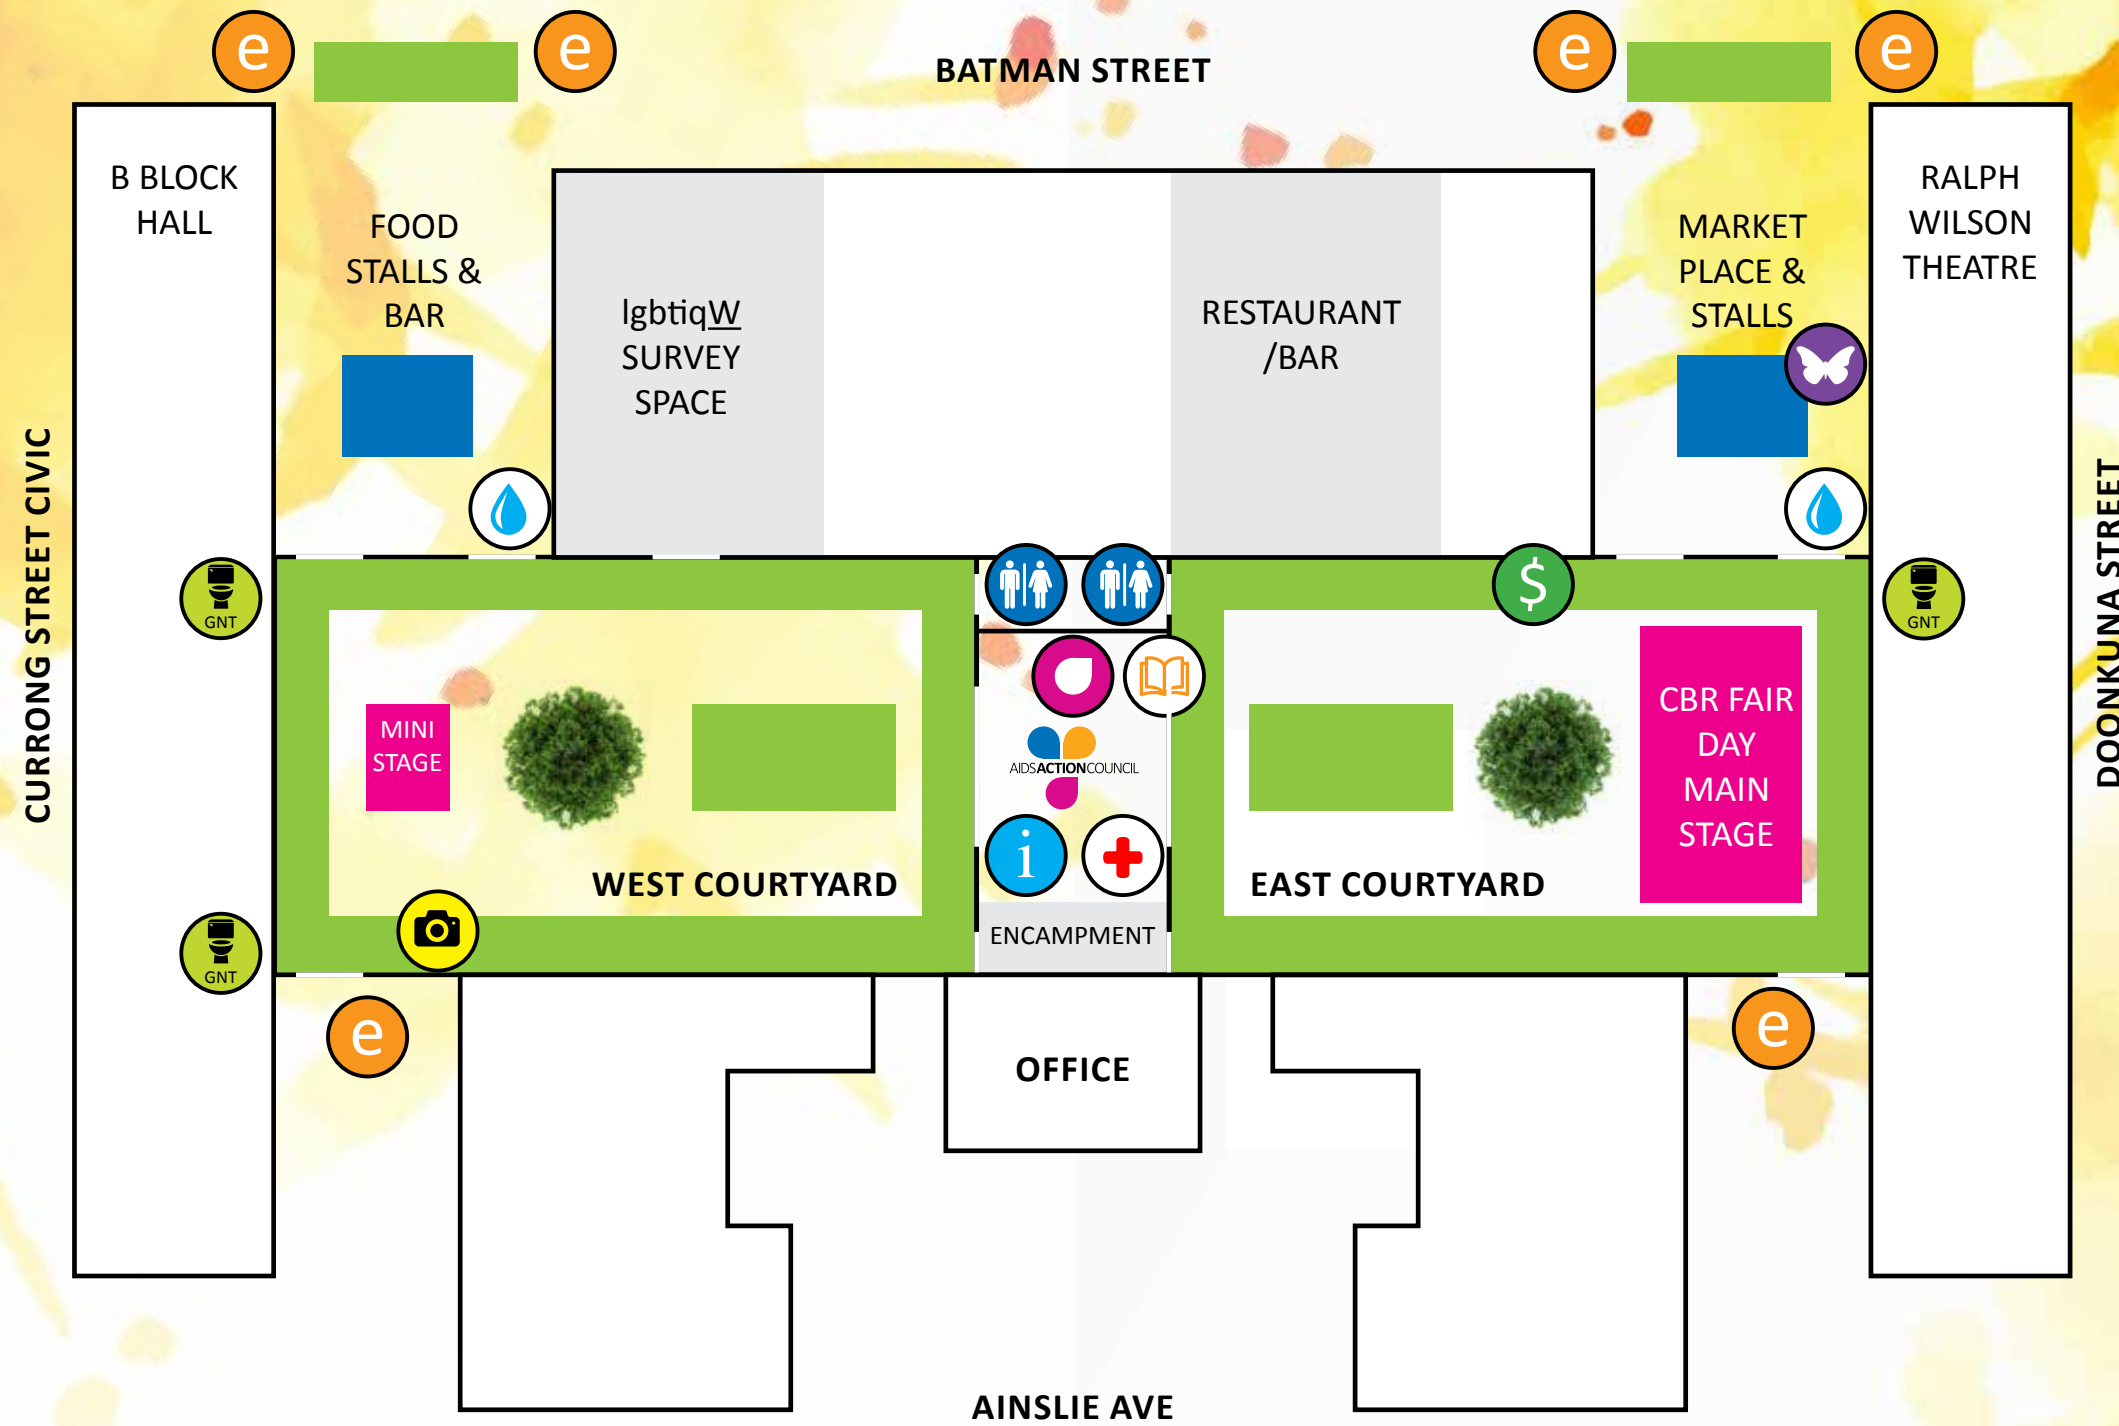 e
e
BATMAN STREET
e
e
B BLOCK
HALL
FOOD
STALLS &
BAR
lgbtiqW
SURVEY
SPACE
RESTAURANT
/BAR
MARKET
PLACE &
STALLS
RALPH
WILSON
THEATRE
CURRONG STREET CIVIC
DOONKUNA STREET
GNT
$
GNT
MINI
STAGE
AIDSACTIONCOUNCIL
CBR FAIR
DAY
MAIN
STAGE
i
WEST COURTYARD
EAST COURTYARD
ENCAMPMENT
GNT
e
e
OFFICE
AINSLIE AVE